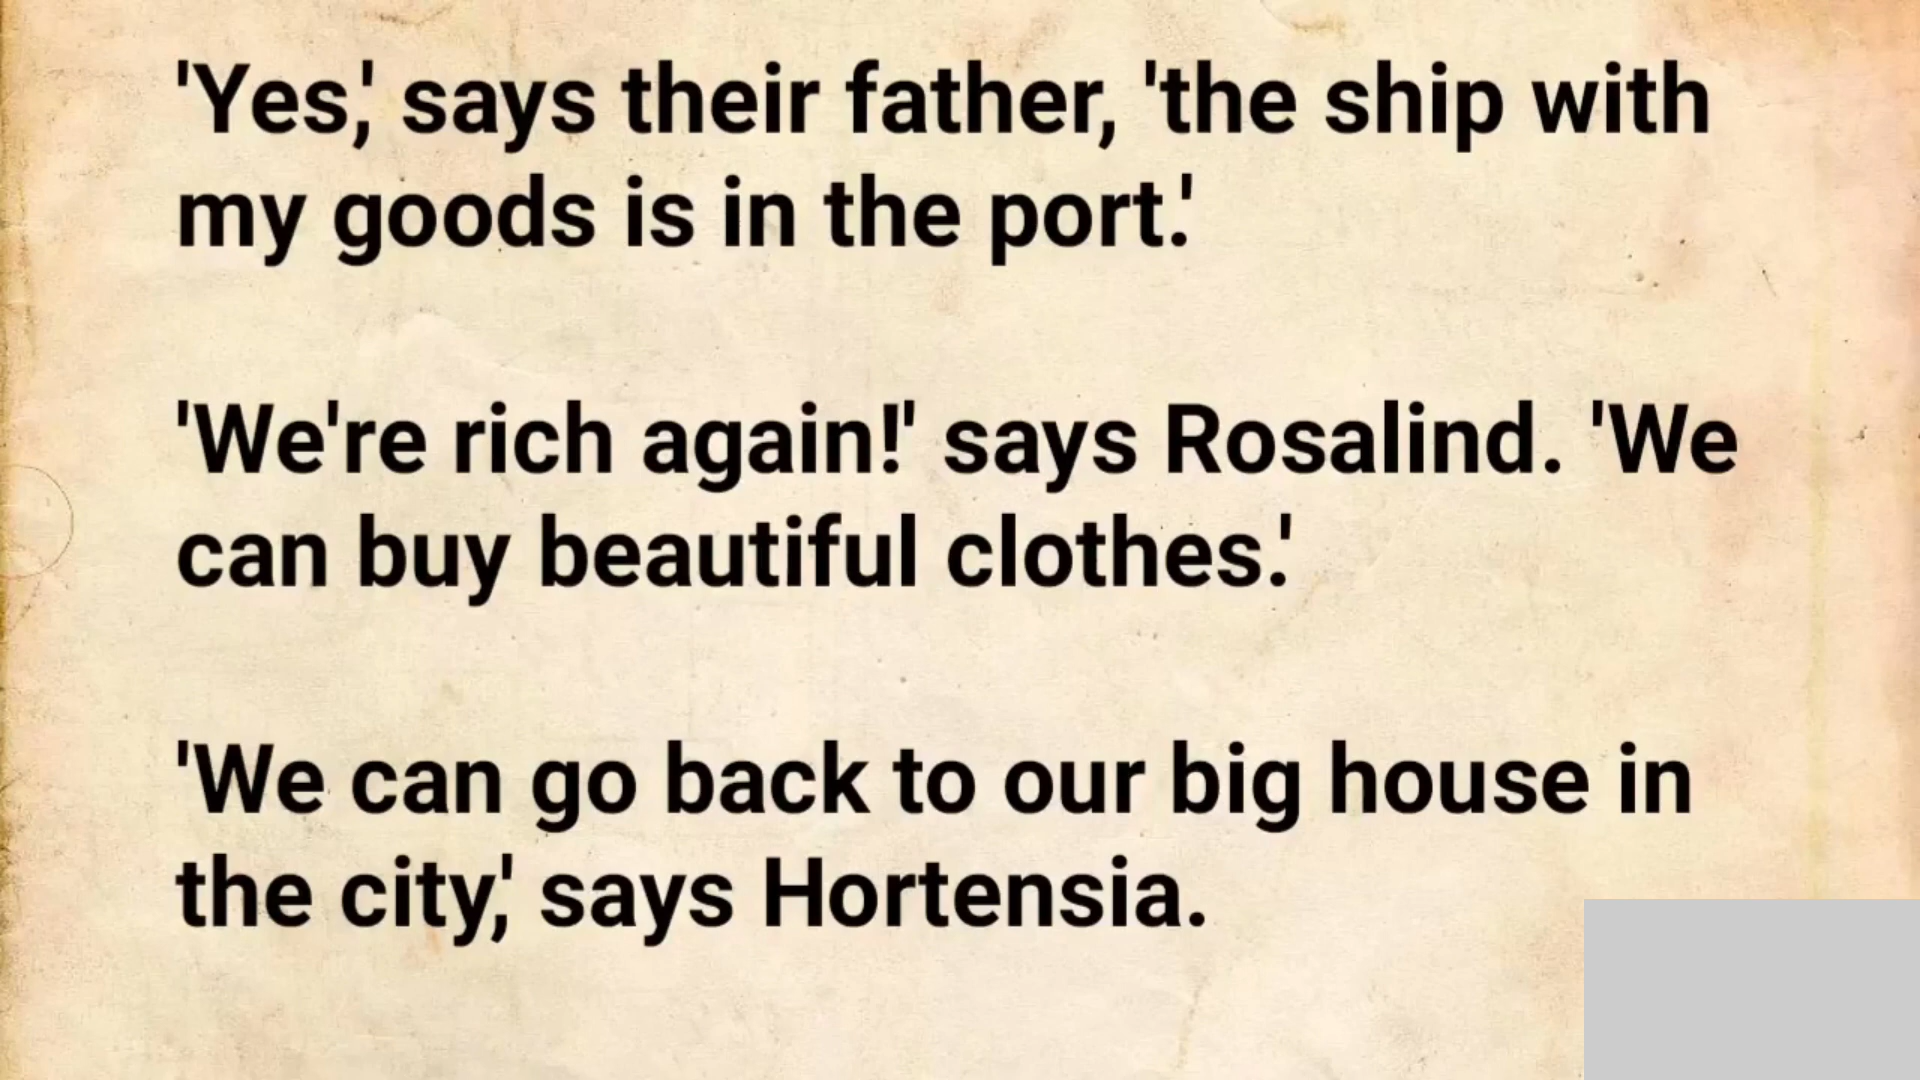 'Yes,' says their father, 'the ship with
my goods is in the port.'
'We're rich again!' says Rosalind. 'We
can buy beautiful clothes.'
'We can go back to our big house in
the city,' says Hortensia.